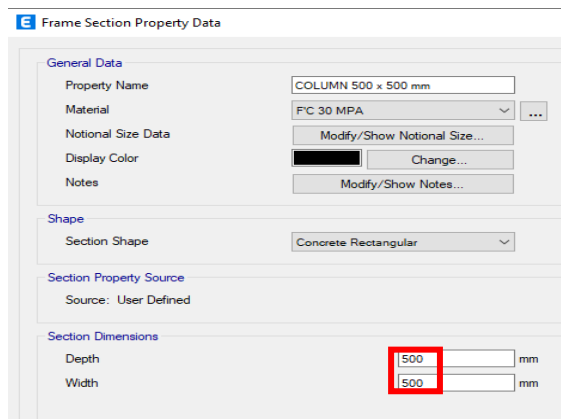 E Frame Section Property Data
General Data
Property Name COLUMN 500 x 500 mm
Material F'C 30 MPA ...
Notional Size Data Modify/Show Notional Size...
Display Color Change...
Notes Modify/Show Notes...
Shape
Section Shape Concrete Rectangular
Section Property Source
Source: User Defined
Section Dimensions
Depth 500 mm
Width 500 mm